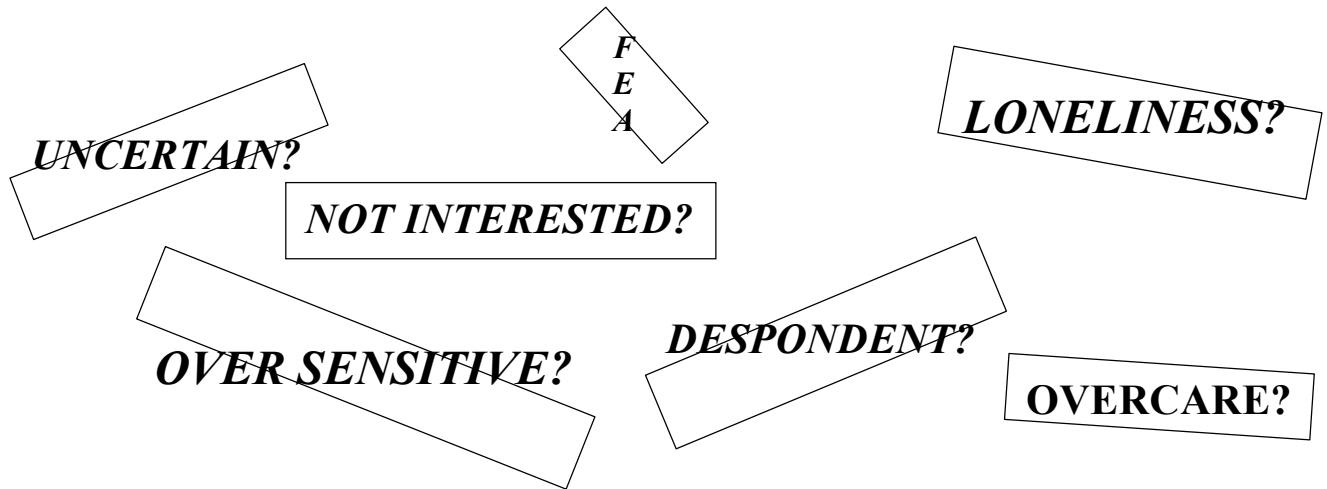 F
E
A
LONELINESS?
UNCERTAIN?
NOT INTERESTED?
DESPONDENT?
OVER SENSITIVE?
OVERCARE?